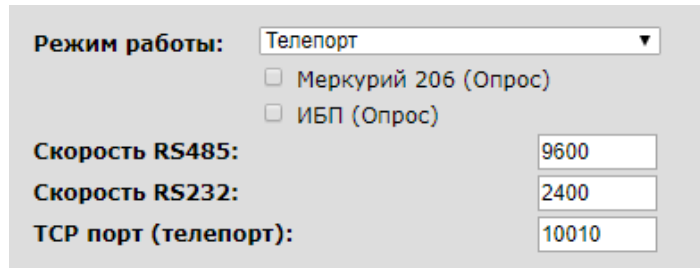 Режим работы: Телепорт
Меркурий 206 (Опрос)
ИБП (Опрос)
Скорость RS485: 9600
Скорость RS232: 2400
TCP порт (телепорт): 10010